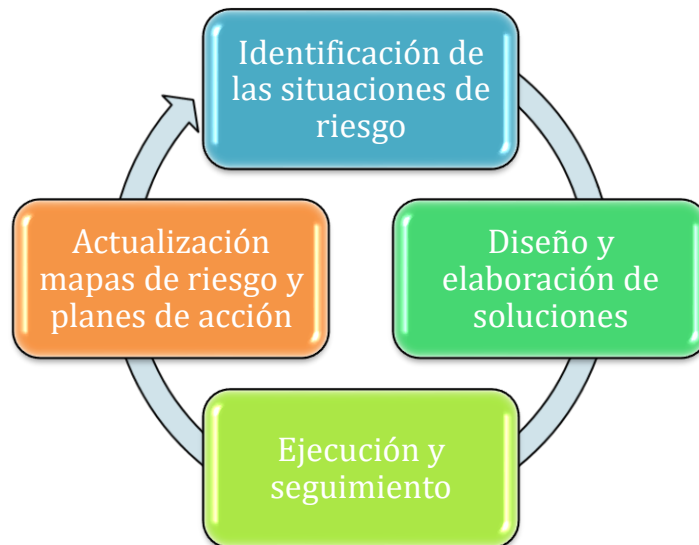 Identificación de
las situaciones de
riesgo
Diseño y
elaboración de
soluciones
Ejecución y
seguimiento
Actualización
mapas de riesgo y
planes de acción